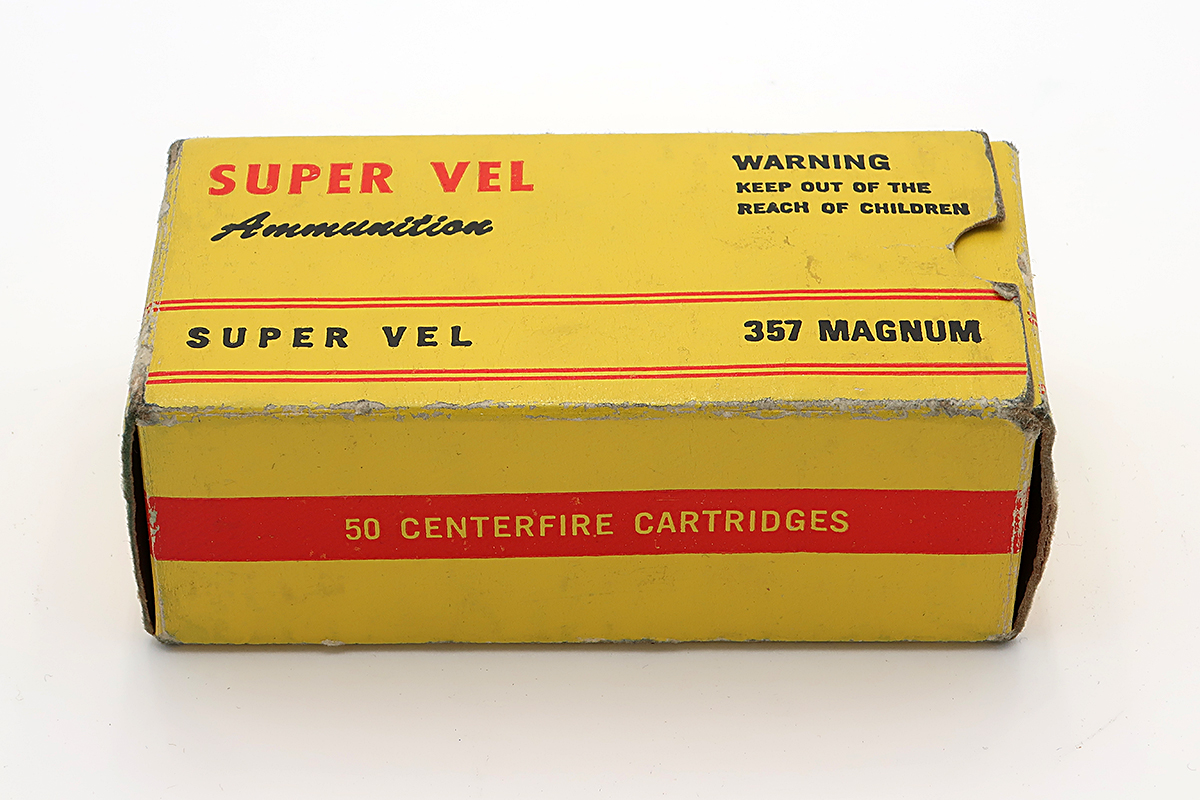 SUPER VEL
Ammunition
WARNING
KEEP OUT OF THE
REACH OF CHILDREN
SUPER VEL
357 MAGNUM
50 CENTERFIRE CARTRIDGES